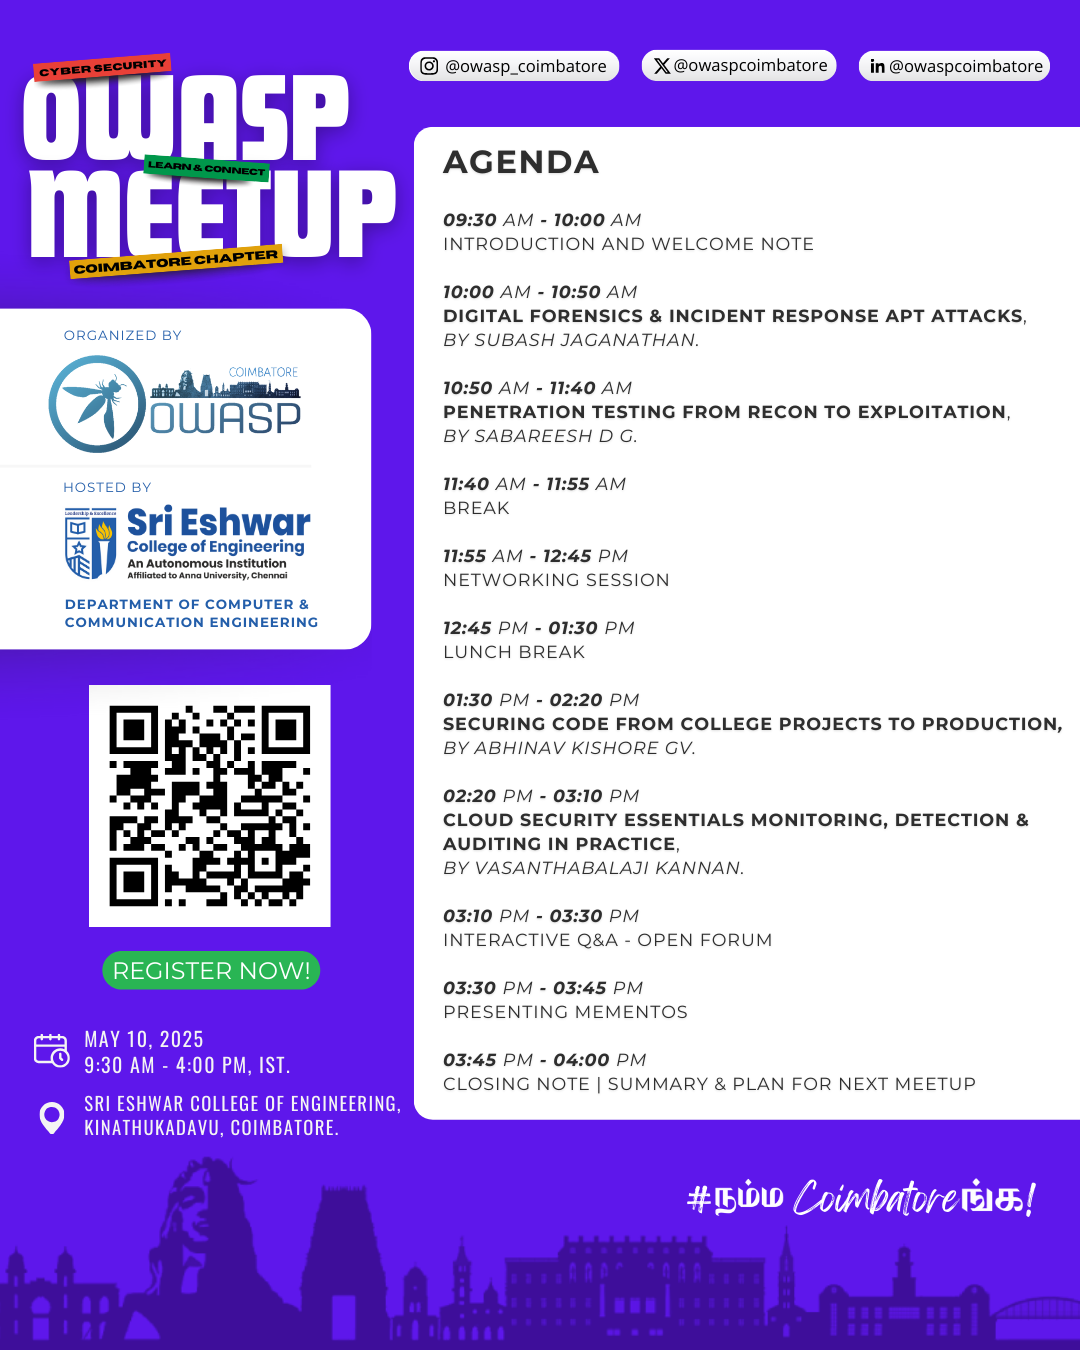 CYBER SECURITY
OWASP
LEARN & CONNECT
MEETUP
COIMBATORE CHAPTER
@owasp_coimbatore
@owaspcoimbatore
@owaspcoimbatore
ORGANIZED BY
COIMBATORE
OWASP
HOSTED BY
Leadership & Excellence
Sri Eshwar
College of Engineering
An Autonomous Institution
Affiliated to Anna University, Chennai
DEPARTMENT OF COMPUTER &
COMMUNICATION ENGINEERING
REGISTER NOW!
MAY 10, 2025
9:30 AM - 4:00 PM, IST.
SRI ESHWAR COLLEGE OF ENGINEERING,
KINATHUKADAVU, COIMBATORE.
AGENDA
09:30 AM - 10:00 AM
INTRODUCTION AND WELCOME NOTE
10:00 AM - 10:50 AM
DIGITAL FORENSICS & INCIDENT RESPONSE APT ATTACKS,
BY SUBASH JAGANATHAN.
10:50 AM - 11:40 AM
PENETRATION TESTING FROM RECON TO EXPLOITATION,
BY SABAREESH D G.
11:40 AM - 11:55 AM
BREAK
11:55 AM - 12:45 PM
NETWORKING SESSION
12:45 PM - 01:30 PM
LUNCH BREAK
01:30 PM - 02:20 PM
SECURING CODE FROM COLLEGE PROJECTS TO PRODUCTION,
BY ABHINAV KISHORE GV.
02:20 PM - 03:10 PM
CLOUD SECURITY ESSENTIALS MONITORING, DETECTION &
AUDITING IN PRACTICE,
BY VASANTHABALAJI KANNAN.
03:10 PM - 03:30 PM
INTERACTIVE Q&A - OPEN FORUM
03:30 PM - 03:45 PM
PRESENTING MEMENTOS
03:45 PM - 04:00 PM
CLOSING NOTE | SUMMARY & PLAN FOR NEXT MEETUP
#நம்ம Coimbatoreங்க!